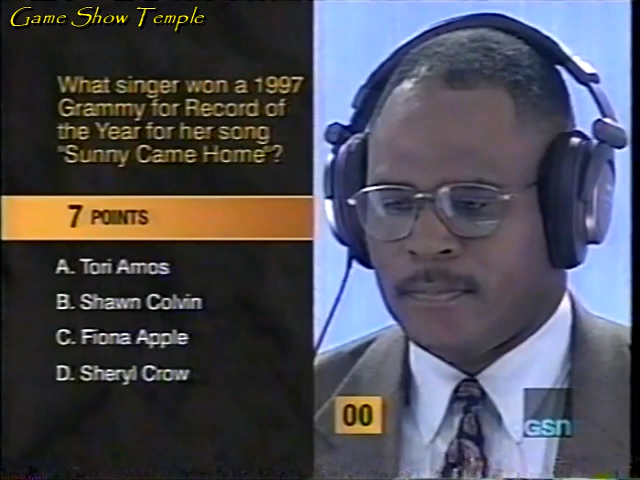 Game Show Temple
What singer won a 1997
Grammy for Record of
the Year for her song
"Sunny Came Home"?
7 POINTS
A. Tori Amos
B. Shawn Colvin
C. Fiona Apple
D. Sheryl Crow
00
GSN